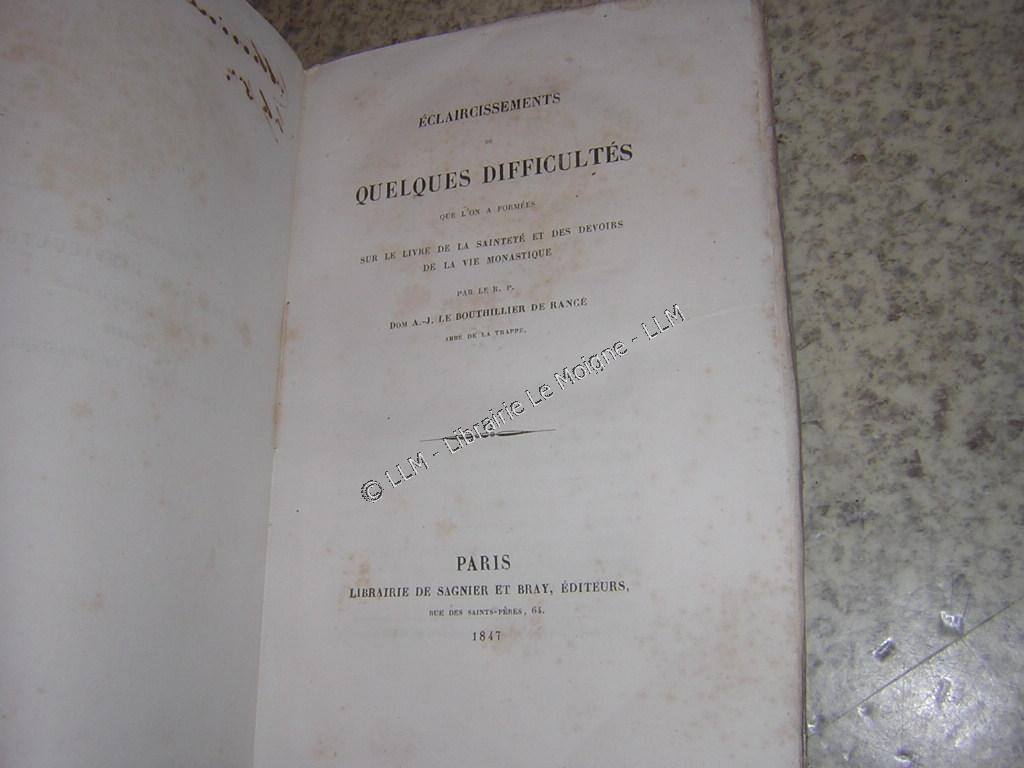 ÉCLAIRCISSEMENTS
DE
QUELQUES DIFFICULTÉS
QUE L'ON A FORMÉES
SUR LE LIVRE DE LA SAINTETÉ ET DES DEVOIRS
DE LA VIE MONASTIQUE
PAR LE R. P.
DOM A.-J. LE BOUTHILLIER DE RANCÉ
ABBÉ DE LA TRAPPE.
© LLM - Librairie Le Moigne - LLM
PARIS
LIBRAIRIE DE SAGNIER ET BRAY, ÉDITEURS,
RUE DES SAINTS-PÈRES, 64.
1847